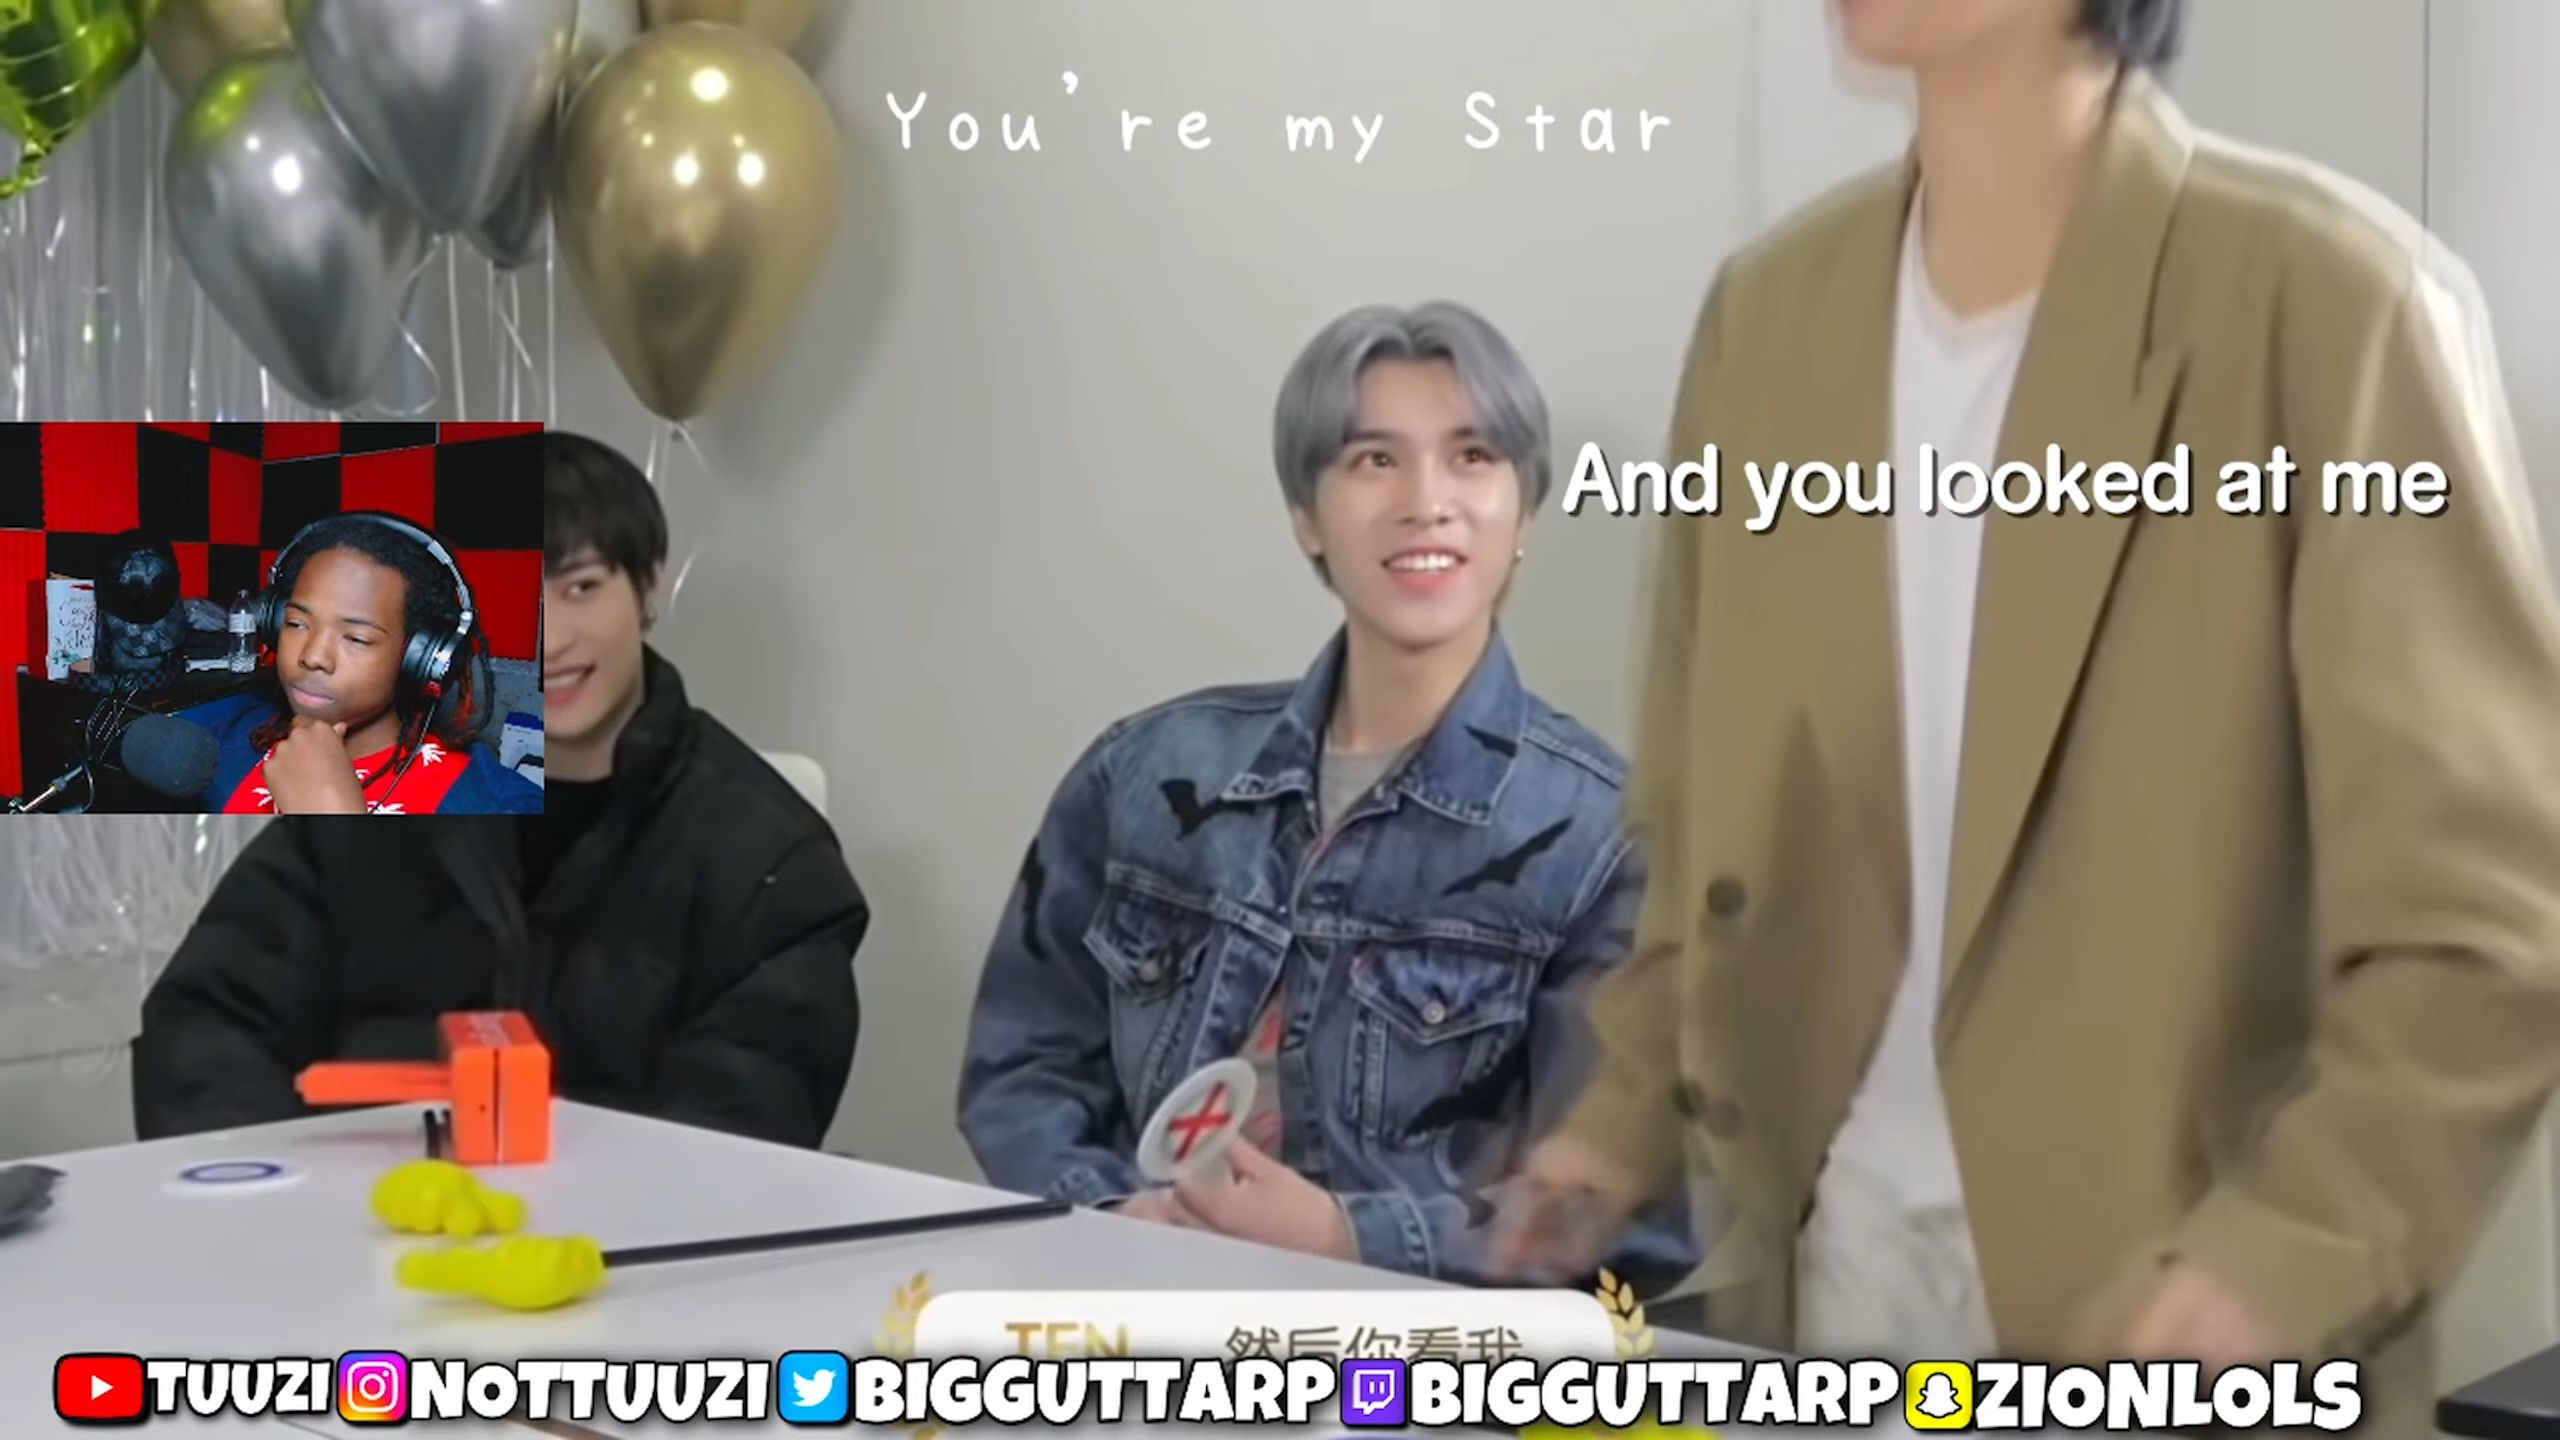 You're my Star
And you looked at me
TEN 然后你看我
TUUZI NOTTUUZI BIGGUTTARP BIGGUTTARP ZIONLOLS